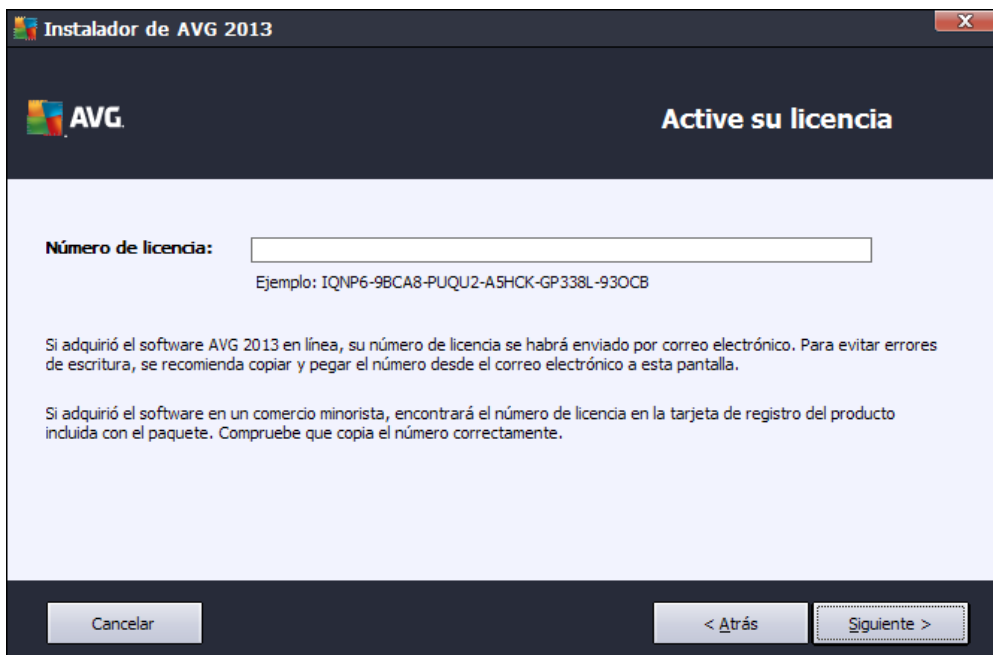 Instalador de AVG 2013
X
AVG.
Active su licencia
Número de licencia:
Ejemplo: IQNP6-9BCA8-PUQU2-A5HCK-GP338L-93OCB
Si adquirió el software AVG 2013 en línea, su número de licencia se habrá enviado por correo electrónico. Para evitar errores
de escritura, se recomienda copiar y pegar el número desde el correo electrónico a esta pantalla.
Si adquirió el software en un comercio minorista, encontrará el número de licencia en la tarjeta de registro del producto
incluida con el paquete. Compruebe que copia el número correctamente.
Cancelar
< Atrás
Siguiente >